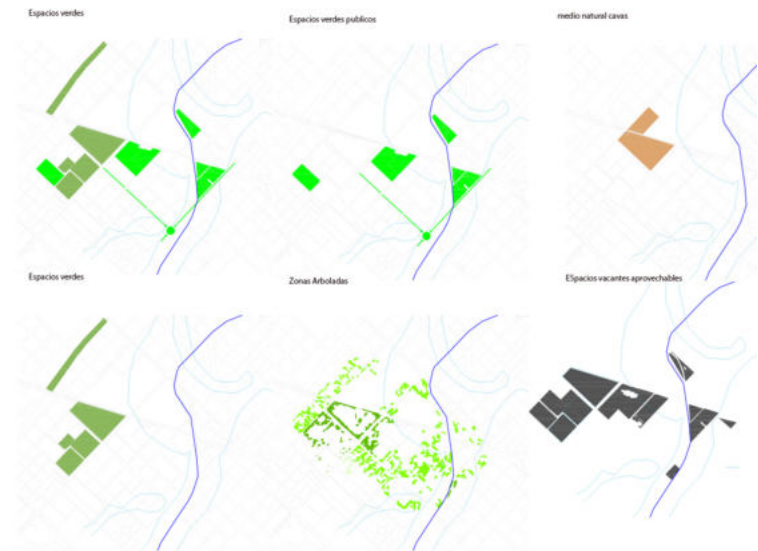 Espacios verdes
Espacios verdes publicos
medio natural cavas
Espacios verdes
Zonas Arboladas
ESpacios vacantes aprovechables